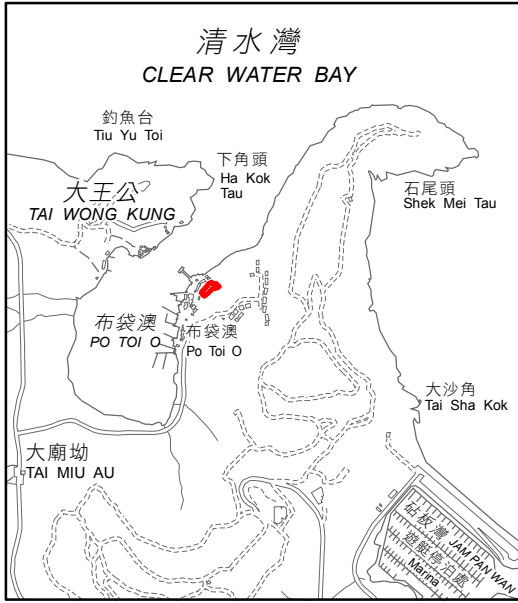 清水灣
CLEAR WATER BAY
釣魚台
Tiu Yu Toi
下角頭
Ha Kok
Tau
大王公
TAI WONG KUNG
石尾頭
Shek Mei Tau
布袋澳
PO TOI O
布袋澳
Po Toi O
大沙角
Tai Sha Kok
大廟坳
TAI MIU AU
砧板灣 JAM PAN WAN
遊艇停泊處
Marina